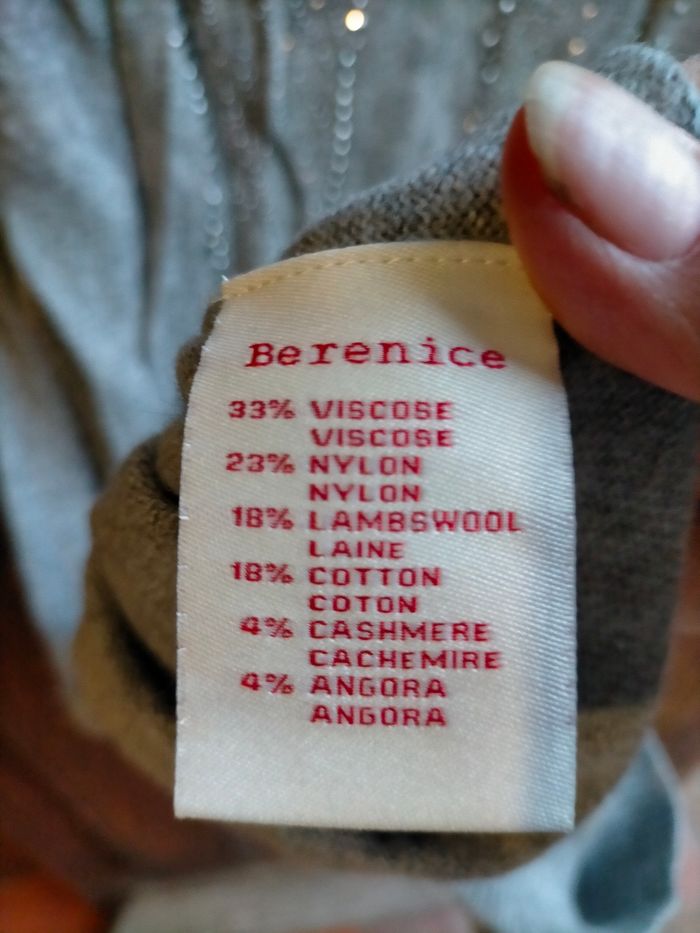 Berenice
33% VISCOSE
VISCOSE
23% NYLON
NYLON
18% LAMBSWOOL
LAINE
18% COTTON
COTON
4% CASHMERE
CACHEMIRE
4% ANGORA
ANGORA